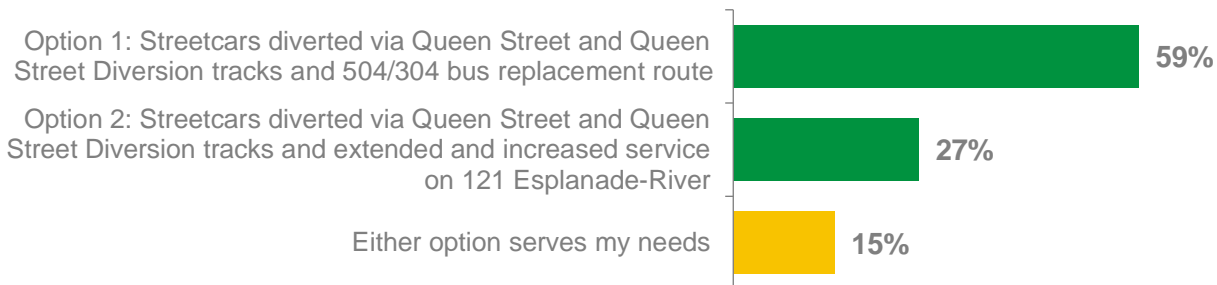 Option 1: Streetcars diverted via Queen Street and Queen
Street Diversion tracks and 504/304 bus replacement route
59%
Option 2: Streetcars diverted via Queen Street and Queen
Street Diversion tracks and extended and increased service
on 121 Esplanade-River
27%
Either option serves my needs
15%